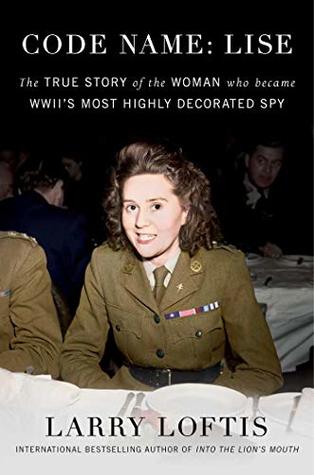 CODE NAME: LISE
The TRUE STORY of the WOMAN who became
WWII'S MOST HIGHLY DECORATED SPY
LARRY LOFTIS
INTERNATIONAL BESTSELLING AUTHOR OF INTO THE LION'S MOUTH